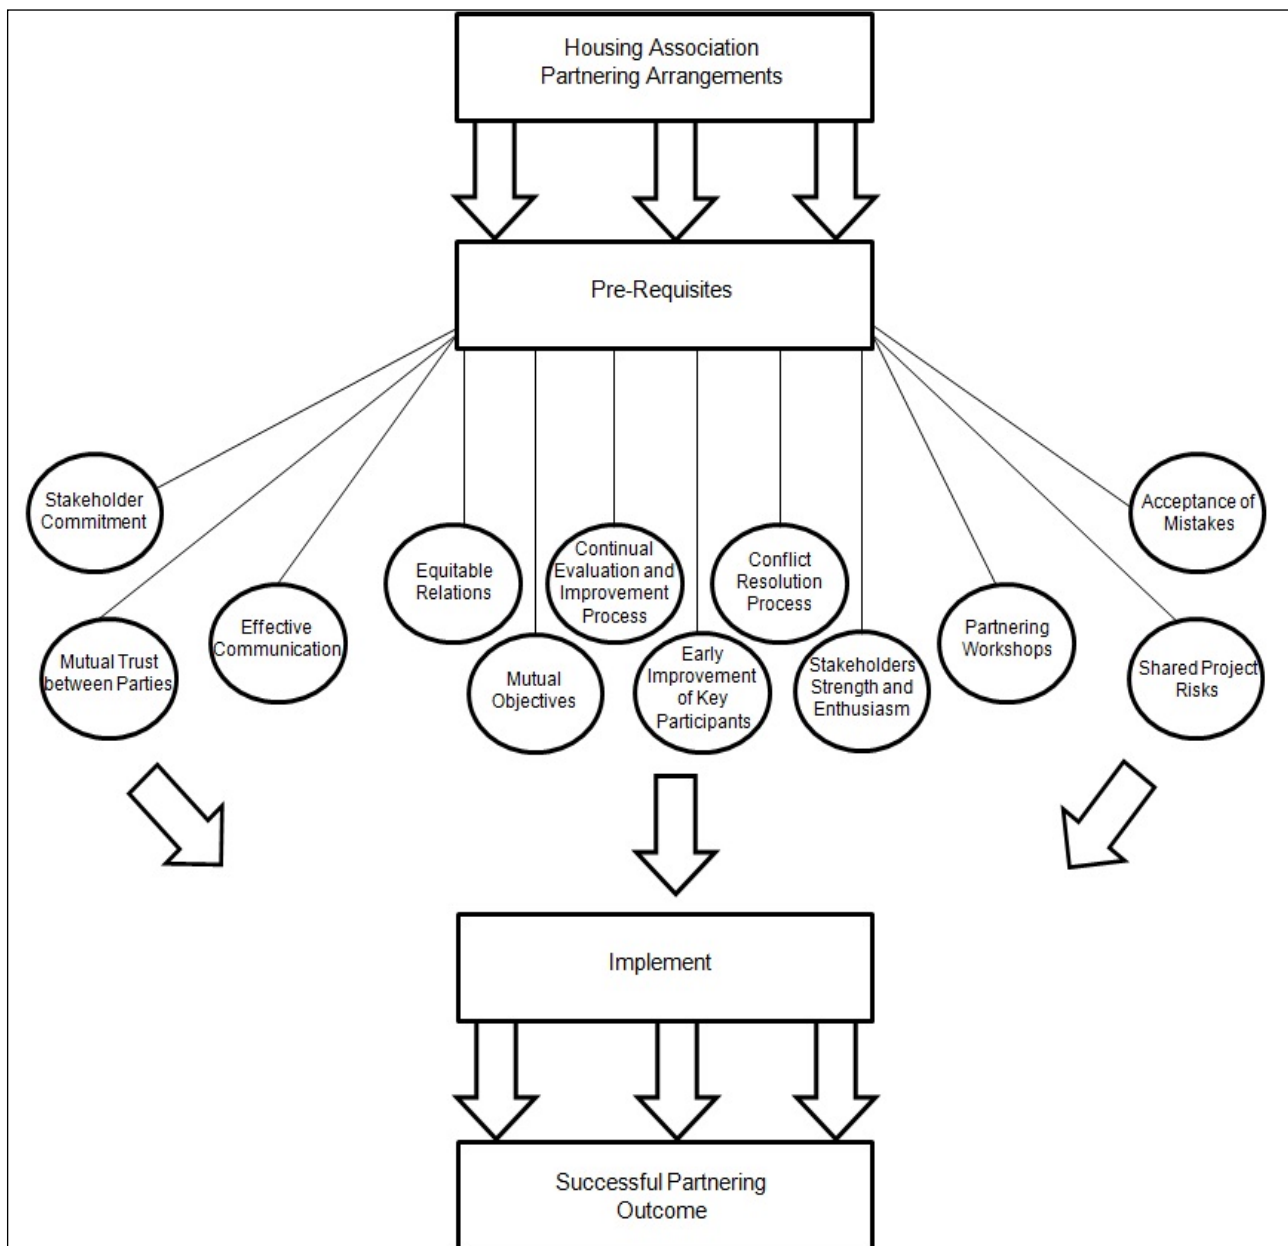 Housing Association
Partnering Arrangements
Pre-Requisites
Stakeholder
Commitment
Mutual Trust
between Parties
Effective
Communication
Equitable
Relations
Mutual
Objectives
Continual
Evaluation and
Improvement
Process
Early
Improvement
of Key
Participants
Conflict
Resolution
Process
Stakeholders
Strength and
Enthusiasm
Partnering
Workshops
Shared Project
Risks
Acceptance of
Mistakes
Implement
Successful Partnering
Outcome